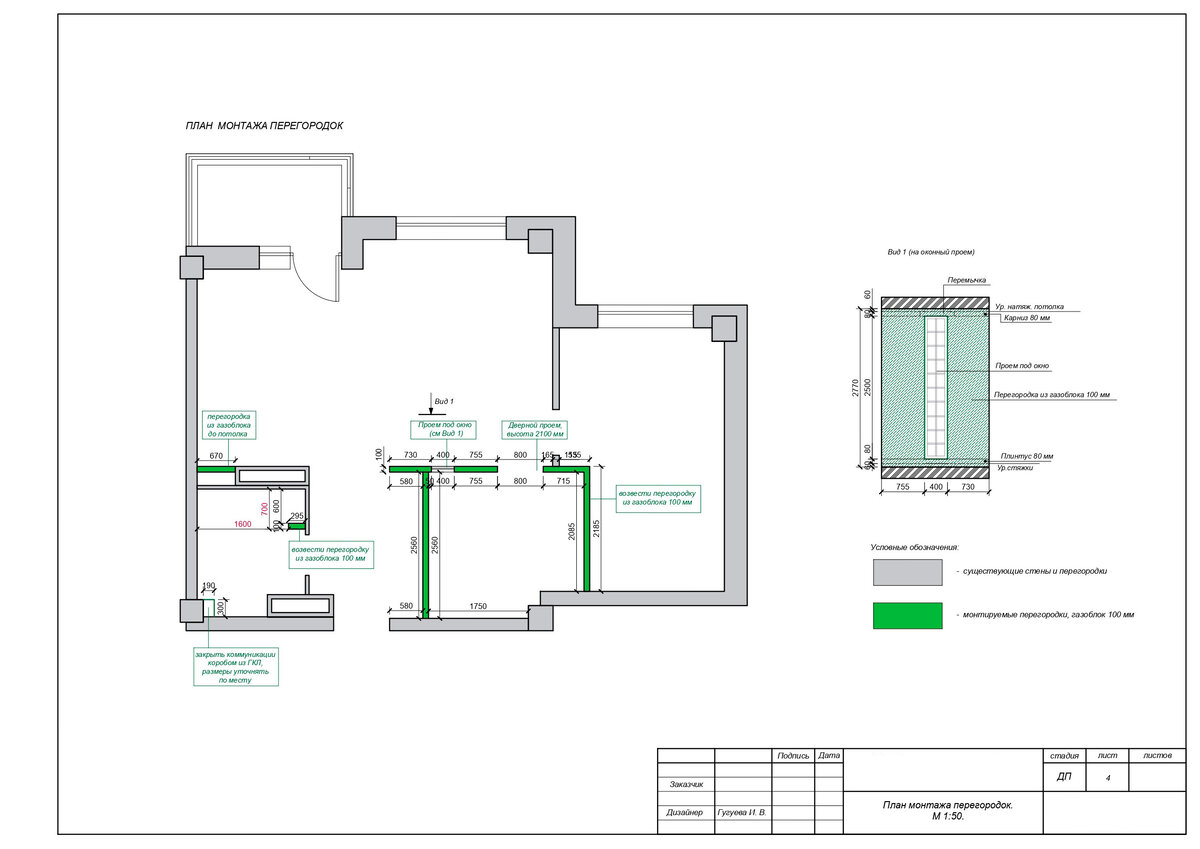 ПЛАН МОНТАЖА ПЕРЕГОРОДОК
Вид 1
перегородка
из газоблока
до потолка
Проем под окно
(см Вид 1)
Дверной проем,
высота 2100 мм
670
100
730
400
755
800
165
580
50
400
755
800
715
возвести перегородку
из газоблока 100 мм
1600
700
600
295
100
2560
2560
2085
2185
возвести перегородку
из газоблока 100 мм
190
300
580
1750
закрыть коммуникации
коробом из ГКЛ,
размеры уточнять
по месту
Вид 1 (на оконный проем)
Перемычка
60
Ур. натяж. потолка
80
Карниз 80 мм
Проем под окно
2770
2500
Перегородка из газоблока 100 мм
80
Плинтус 80 мм
Ур.стяжки
755
400
730
Условные обозначения:
- существующие стены и перегородки
- монтируемые перегородки, газоблок 100 мм
Подпись
Дата
стадия
лист
листов
Заказчик
ДП
4
Дизайнер
Гугуева И. В.
План монтажа перегородок.
М 1:50.